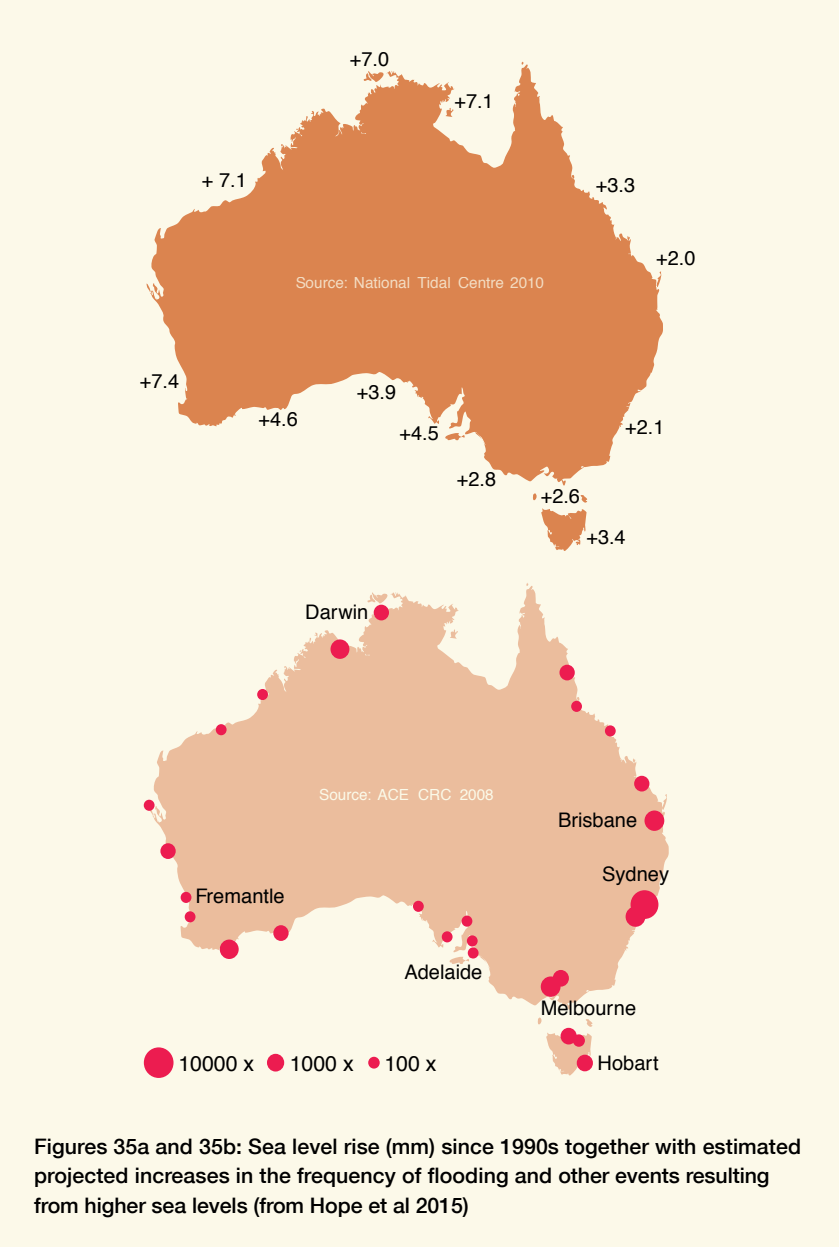 +7.0
+7.1
+ 7.1
+3.3
+2.0
Source: National Tidal Centre 2010
+7.4
+3.9
+4.6
+4.5
+2.1
+2.8
+2.6
+3.4
Darwin
Source: ACE CRC 2008
Brisbane
Sydney
Fremantle
Adelaide
Melbourne
10000 x 1000 x 100 x
Hobart
Figures 35a and 35b: Sea level rise (mm) since 1990s together with estimated
projected increases in the frequency of flooding and other events resulting
from higher sea levels (from Hope et al 2015)